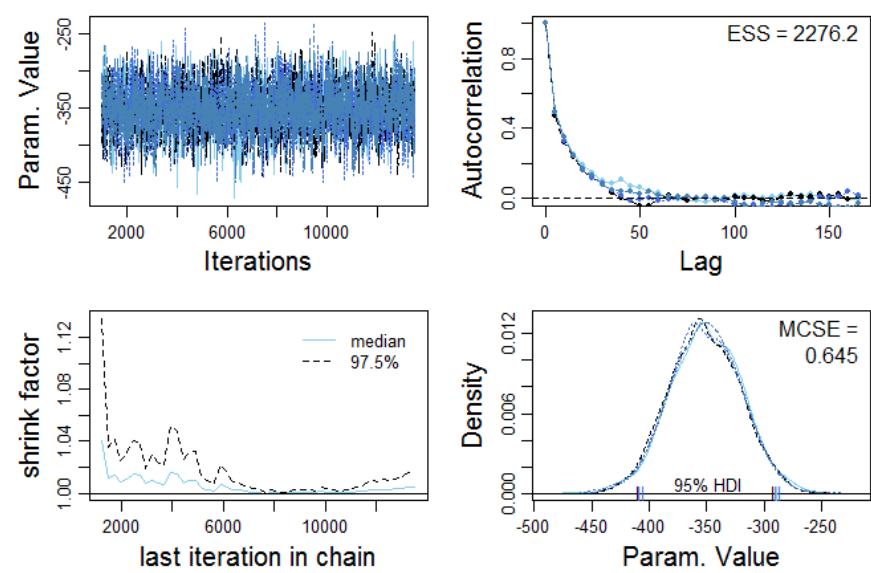 Param. Value
-450
-350
-250
2000
6000
10000
Iterations
Autocorrelation
0.0
0.4
0.8
ESS = 2276.2
0
50
100
150
Lag
shrink factor
1.00
1.04
1.08
1.12
median
97.5%
2000
6000
10000
last iteration in chain
Density
0.000
0.006
0.012
MCSE =
0.645
95% HDI
-500
-450
-400
-350
-300
-250
Param. Value